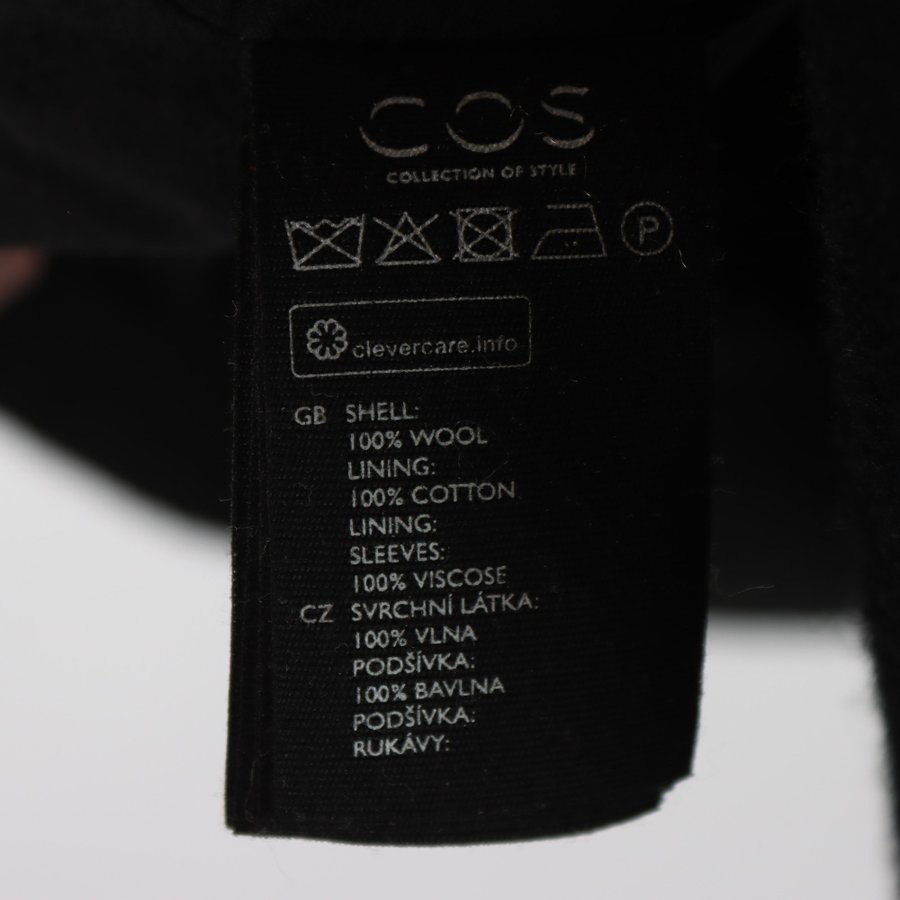 COS
COLLECTION OF STYLE
P
clevercare.info
GB SHELL:
100% WOOL
LINING:
100% COTTON
LINING:
SLEEVES:
100% VISCOSE
CZ SVRCHNÍ LÁTKA:
100% VLNA
PODŠÍVKA:
100% BAVLNA
PODŠÍVKA:
RUKÁVY: